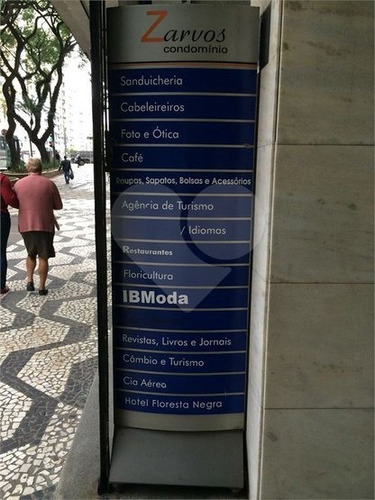 Zarvos
condomínio
Sanduicheria
Cabeleireiros
Foto e Ótica
Café
Roupas, Sapatos, Bolsas e Acessórios
Agência de Turismo
/ Idiomas
Restaurantes
Floricultura
IBModa
Revistas, Livros e Jornais
Câmbio e Turismo
Cia Aérea
Hotel Floresta Negra